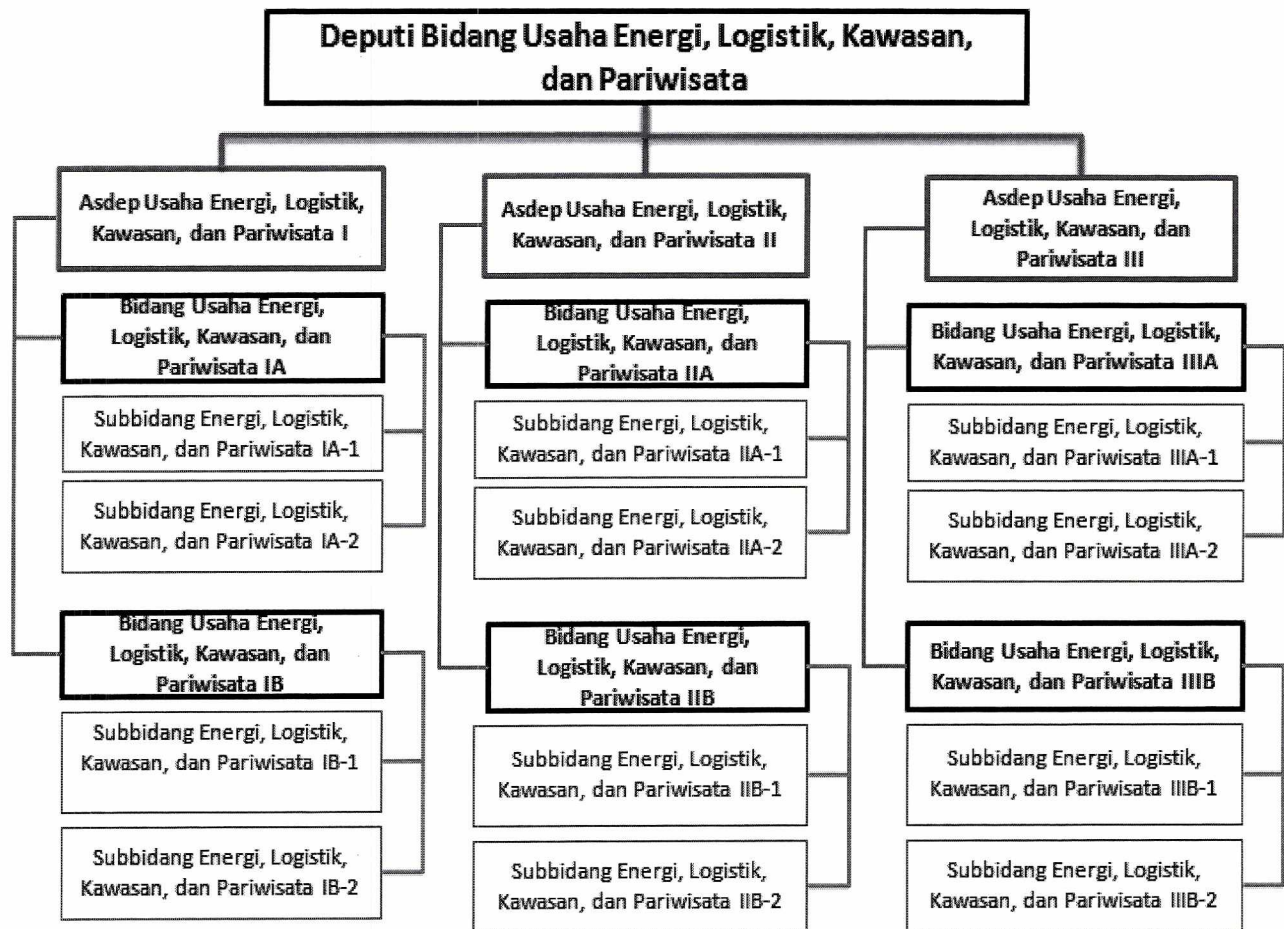 Deputi Bidang Usaha Energi, Logistik, Kawasan,
dan Pariwisata
Asdep Usaha Energi, Logistik,
Kawasan, dan Pariwisata I
Bidang Usaha Energi,
Logistik, Kawasan, dan
Pariwisata IA
Subbidang Energi, Logistik,
Kawasan, dan Pariwisata IA-1
Subbidang Energi, Logistik,
Kawasan, dan Pariwisata IA-2
Bidang Usaha Energi,
Logistik, Kawasan, dan
Pariwisata IB
Subbidang Energi, Logistik,
Kawasan, dan Pariwisata IB-1
Subbidang Energi, Logistik,
Kawasan, dan Pariwisata IB-2
Asdep Usaha Energi, Logistik,
Kawasan, dan Pariwisata II
Bidang Usaha Energi,
Logistik, Kawasan, dan
Pariwisata IIA
Subbidang Energi, Logistik,
Kawasan, dan Pariwisata IIA-1
Subbidang Energi, Logistik,
Kawasan, dan Pariwisata IIA-2
Bidang Usaha Energi,
Logistik, Kawasan, dan
Pariwisata IIB
Subbidang Energi, Logistik,
Kawasan, dan Pariwisata IIB-1
Subbidang Energi, Logistik,
Kawasan, dan Pariwisata IIB-2
Asdep Usaha Energi,
Logistik, Kawasan, dan
Pariwisata III
Bidang Usaha Energi, Logistik,
Kawasan, dan Pariwisata IIIA
Subbidang Energi, Logistik,
Kawasan, dan Pariwisata IIIA-1
Subbidang Energi, Logistik,
Kawasan, dan Pariwisata IIIA-2
Bidang Usaha Energi, Logistik,
Kawasan, dan Pariwisata IIIB
Subbidang Energi, Logistik,
Kawasan, dan Pariwisata IIIB-1
Subbidang Energi, Logistik,
Kawasan, dan Pariwisata IIIB-2